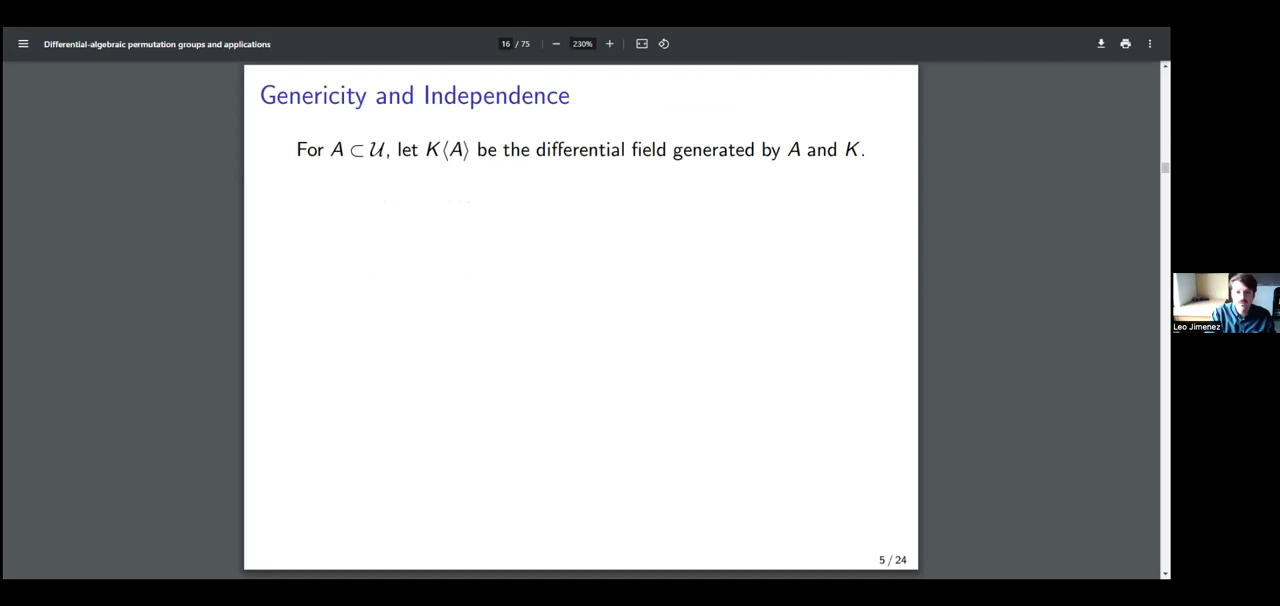 Differential-algebraic permutation groups and applications
16 / 75
230%
Genericity and Independence
For A ⊂ 𝒰, let K⟨A⟩ be the differential field generated by A and K.
Leo Jimenez
5 / 24